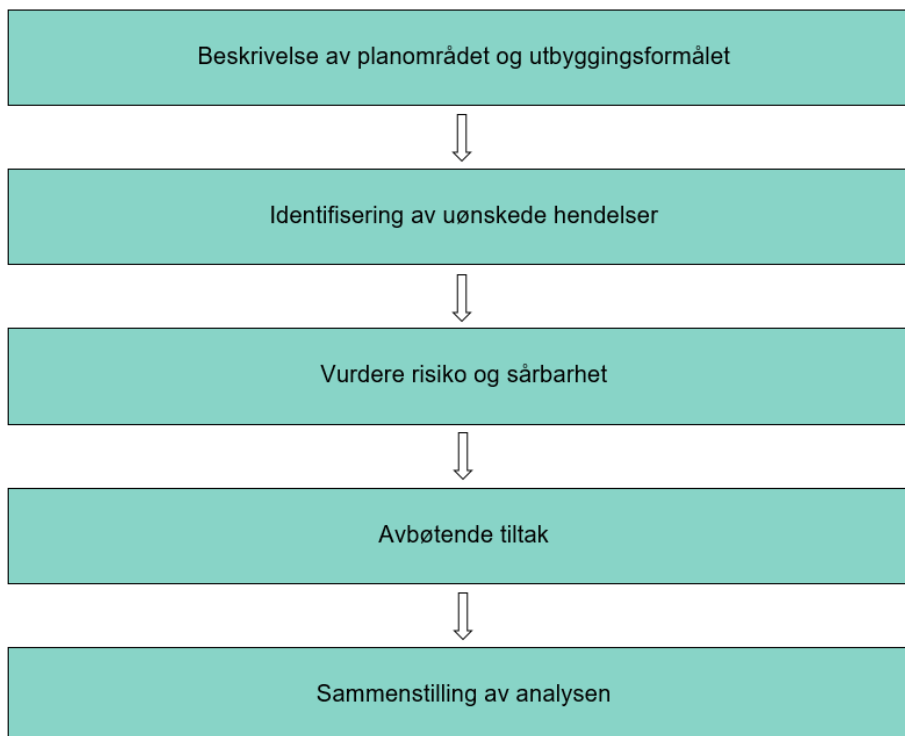 Beskrivelse av planområdet og utbyggingsformålet
Identifisering av uønskede hendelser
Vurdere risiko og sårbarhet
Avbøtende tiltak
Sammenstilling av analysen